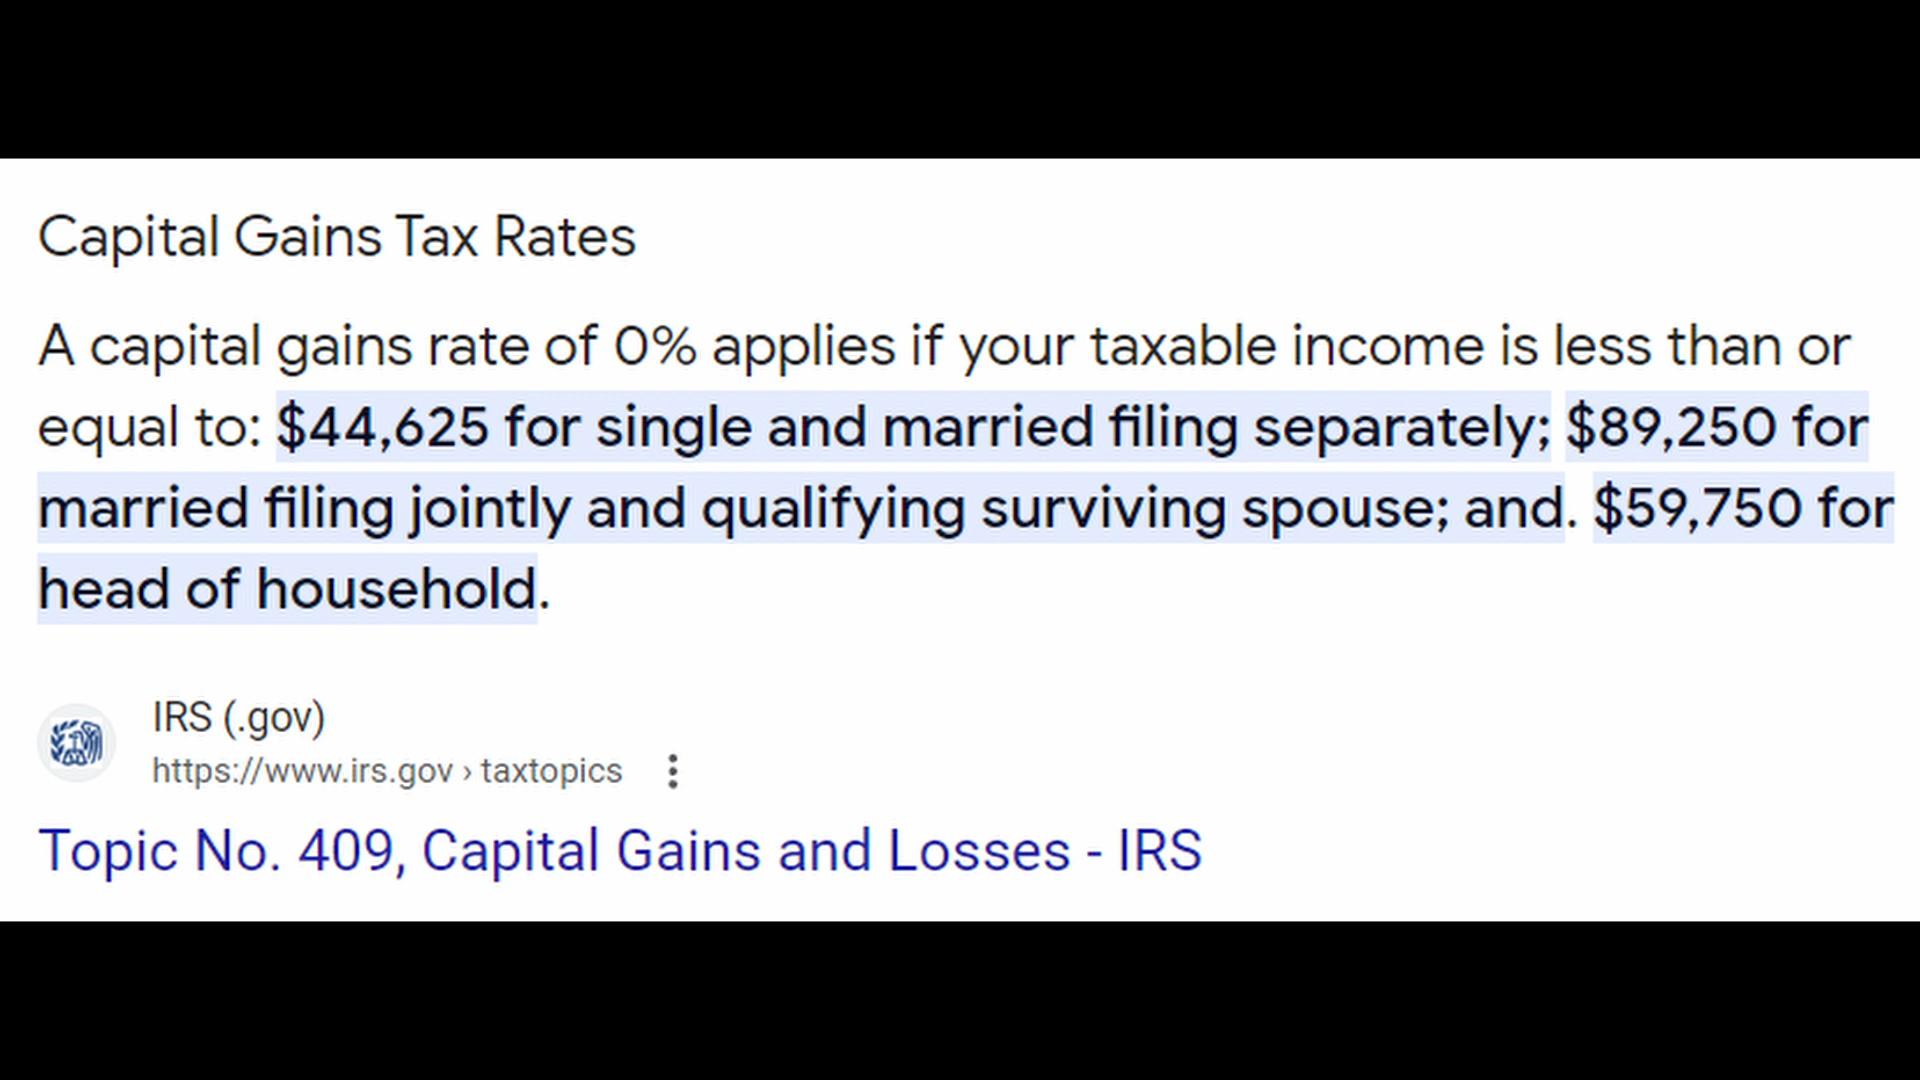 Capital Gains Tax Rates
A capital gains rate of 0% applies if your taxable income is less than or
equal to: $44,625 for single and married filing separately; $89,250 for
married filing jointly and qualifying surviving spouse; and. $59,750 for
head of household.
IRS (.gov)
https://www.irs.gov › taxtopics
Topic No. 409, Capital Gains and Losses - IRS